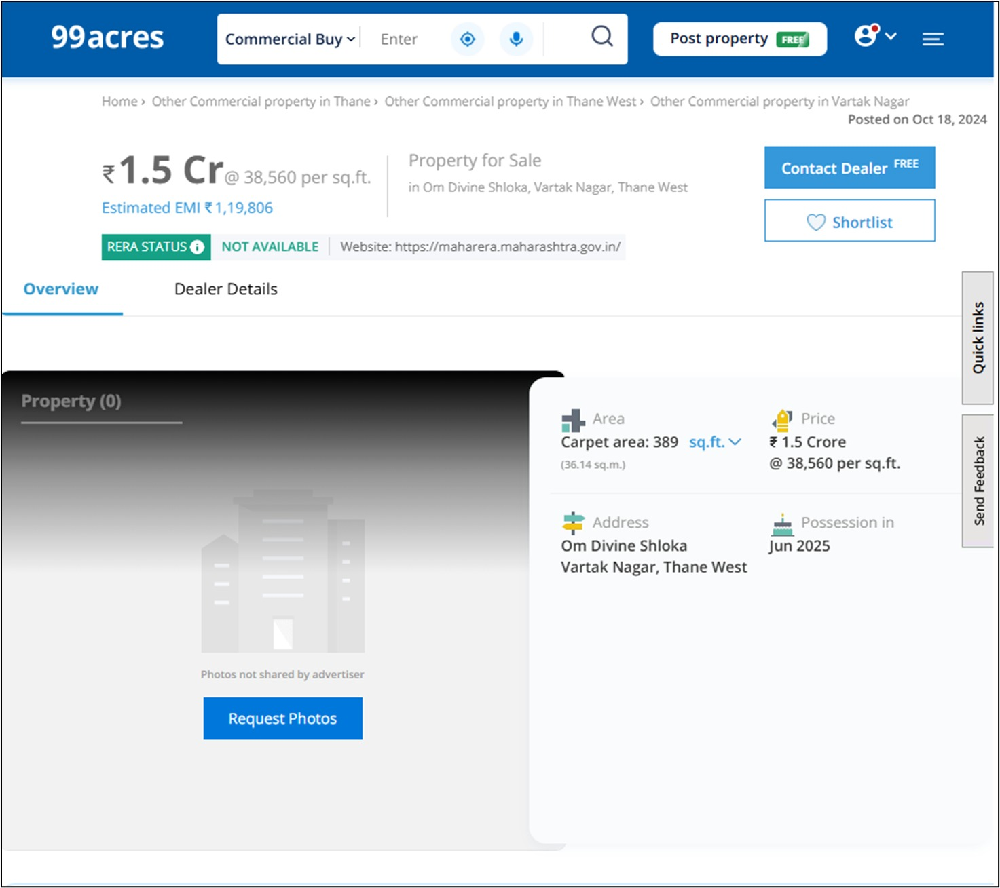 99acres
Commercial Buy
Enter
Post property FREE
Home › Other Commercial property in Thane › Other Commercial property in Thane West › Other Commercial property in Vartak Nagar
Posted on Oct 18, 2024
₹ 1.5 Cr @ 38,560 per sq.ft.
Estimated EMI ₹ 1,19,806
Property for Sale
in Om Divine Shloka, Vartak Nagar, Thane West
Contact Dealer FREE
Shortlist
RERA STATUS i NOT AVAILABLE Website: https://maharera.maharashtra.gov.in/
Overview
Dealer Details
Quick links
Send Feedback
Property (0)
Photos not shared by advertiser
Request Photos
Area
Carpet area: 389 sq.ft.
(36.14 sq.m.)
Price
₹ 1.5 Crore
@ 38,560 per sq.ft.
Address
Om Divine Shloka
Vartak Nagar, Thane West
Possession in
Jun 2025